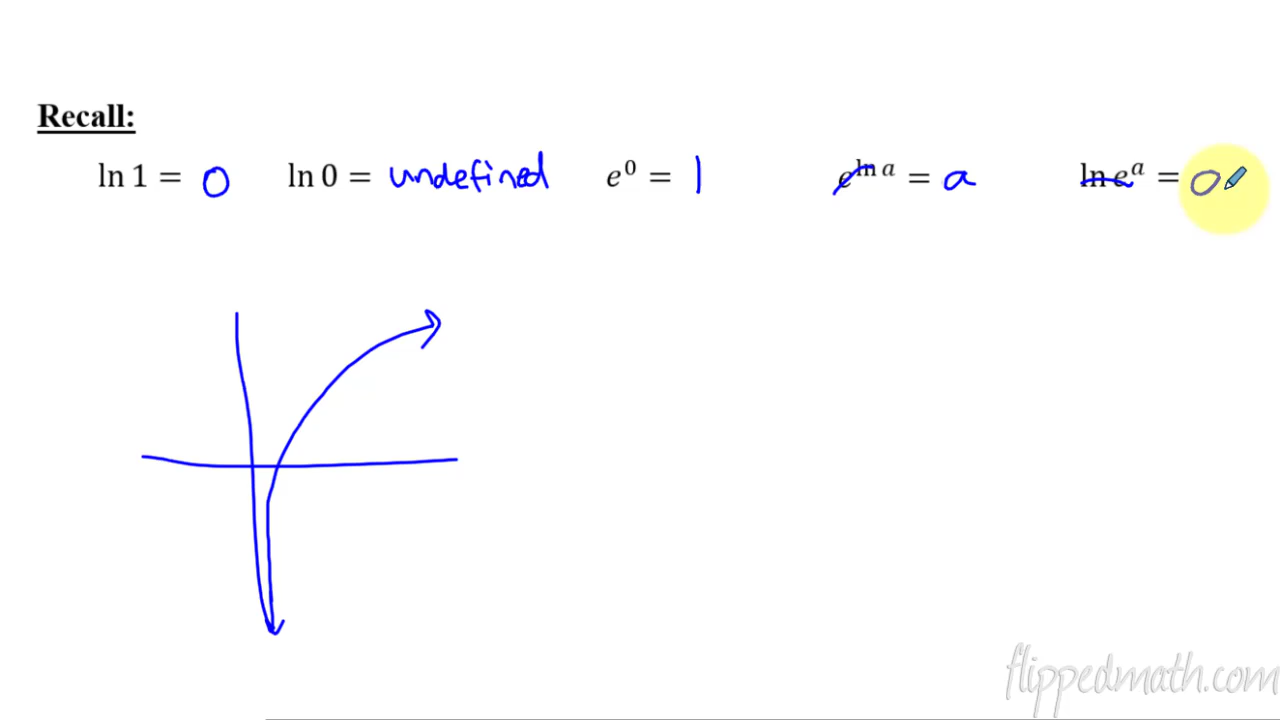 Recall:
ln 1 = 0 ln 0 = undefined e⁰ = 1 e^{ln a} = a ln e^a =
flippedmath.com